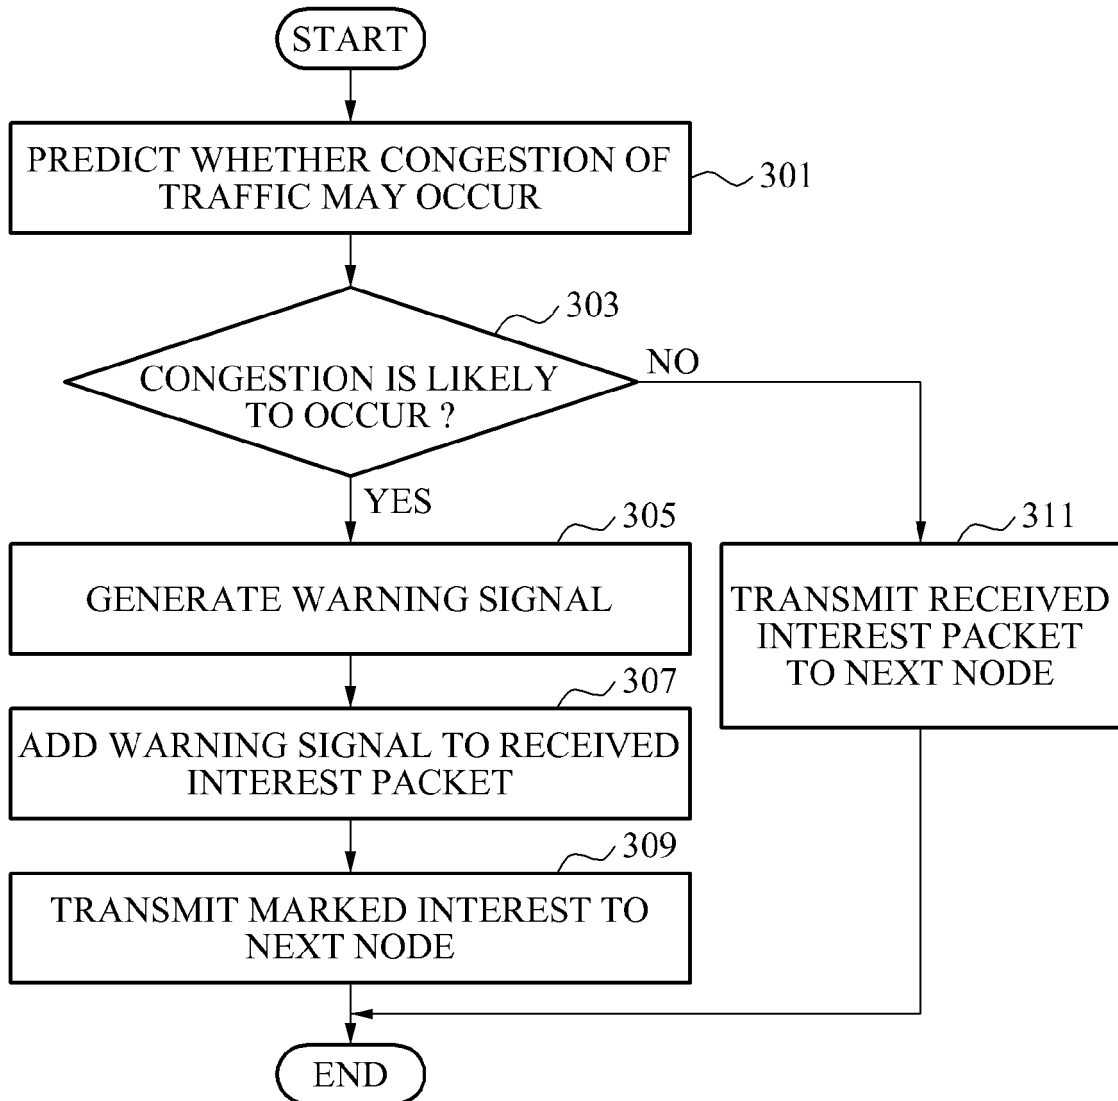 START
PREDICT WHETHER CONGESTION OF
TRAFFIC MAY OCCUR
301
303
CONGESTION IS LIKELY
TO OCCUR ?
NO
YES
305
GENERATE WARNING SIGNAL
311
TRANSMIT RECEIVED
INTEREST PACKET
TO NEXT NODE
307
ADD WARNING SIGNAL TO RECEIVED
INTEREST PACKET
309
TRANSMIT MARKED INTEREST TO
NEXT NODE
END